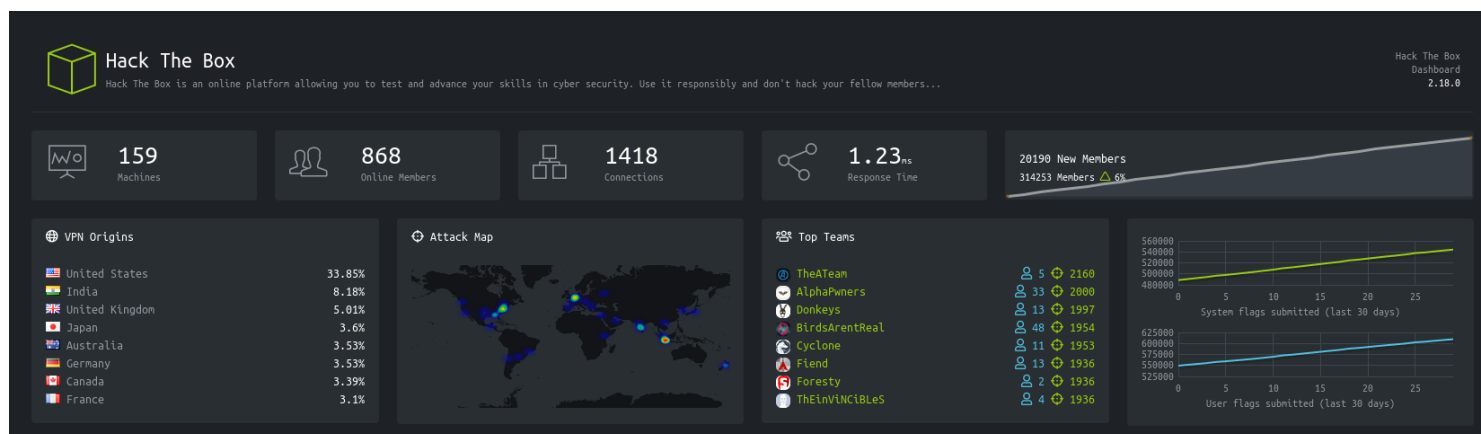 Hack The Box
Hack The Box is an online platform allowing you to test and advance your skills in cyber security. Use it responsibly and don't hack your fellow members...
Hack The Box
Dashboard
2.18.0
159
Machines
868
Online Members
1418
Connections
1.23ms
Response Time
20190 New Members
314253 Members 6%
VPN Origins
United States 33.85%
India 8.18%
United Kingdom 5.01%
Japan 3.6%
Australia 3.53%
Germany 3.53%
Canada 3.39%
France 3.1%
Attack Map
Top Teams
TheATeam 5 2160
AlphaPwners 33 2000
Donkeys 13 1997
BirdsArentReal 48 1954
Cyclone 11 1953
Fiend 13 1936
Foresty 2 1936
ThEinViNCiBLeS 4 1936
560000
540000
520000
500000
480000
0 5 10 15 20 25
System flags submitted (last 30 days)
625000
600000
575000
550000
525000
0 5 10 15 20 25
User flags submitted (last 30 days)